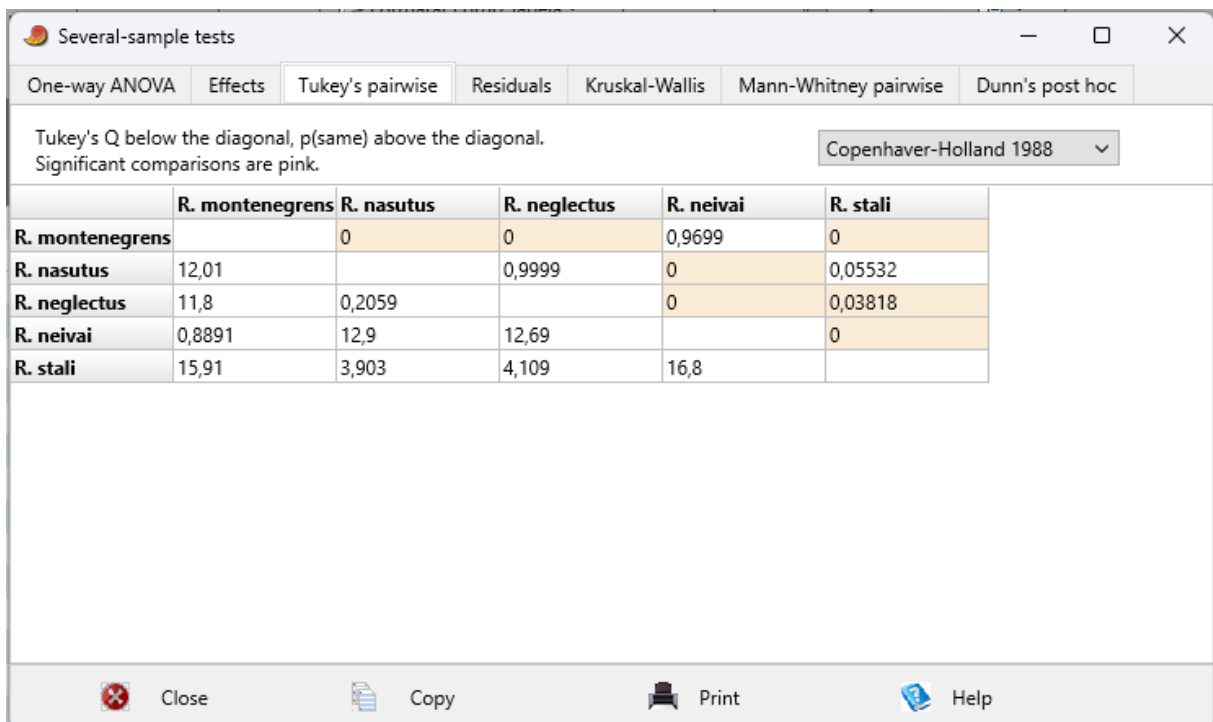 Several-sample tests
One-way ANOVA Effects Tukey's pairwise Residuals Kruskal-Wallis Mann-Whitney pairwise Dunn's post hoc
Tukey's Q below the diagonal, p(same) above the diagonal.
Significant comparisons are pink.
Copenhaver-Holland 1988
R. montenegrens R. nasutus R. neglectus R. neivai R. stali
R. montenegrens 0 0 0,9699 0
R. nasutus 12,01 0,9999 0 0,05532
R. neglectus 11,8 0,2059 0 0,03818
R. neivai 0,8891 12,9 12,69 0
R. stali 15,91 3,903 4,109 16,8
Close Copy Print Help